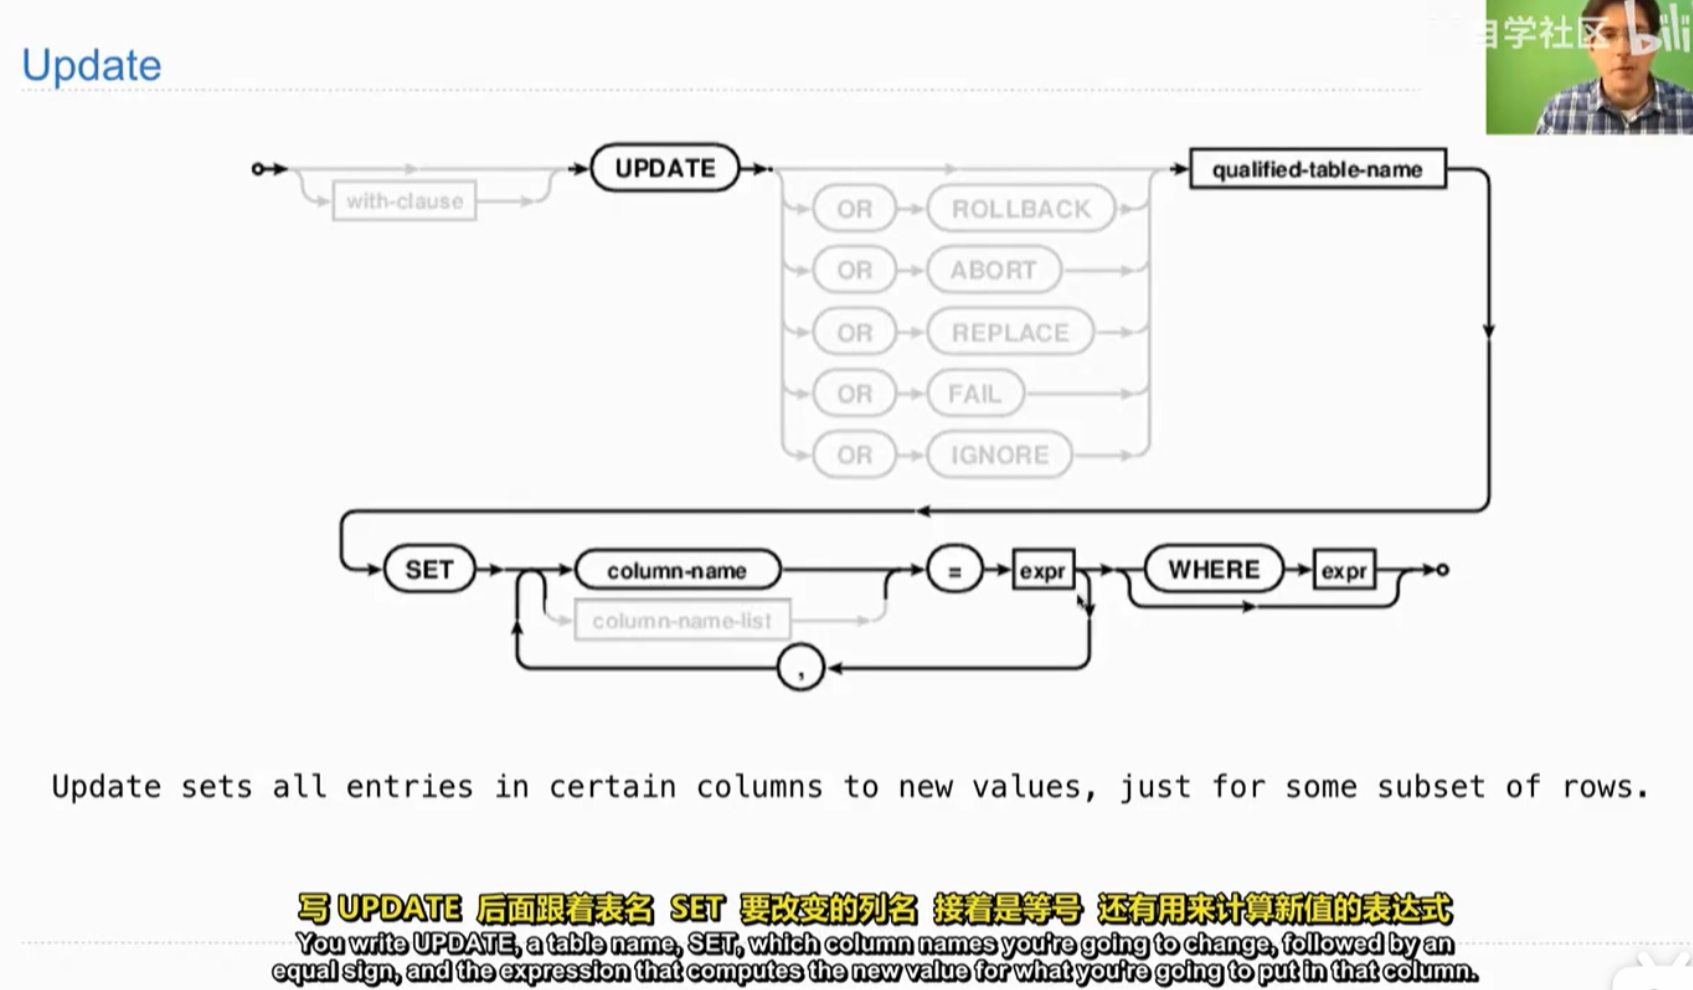 自学社区 bili
Update
UPDATE
qualified-table-name
with-clause
OR ROLLBACK
OR ABORT
OR REPLACE
OR FAIL
OR IGNORE
SET column-name = expr WHERE expr
column-name-list
,
Update sets all entries in certain columns to new values, just for some subset of rows.
写 UPDATE 后面跟着表名 SET 要改变的列名 接着是等号 还有用来计算新值的表达式
You write UPDATE, a table name, SET, which column names you're going to change, followed by an
equal sign, and the expression that computes the new value for what you're going to put in that column.